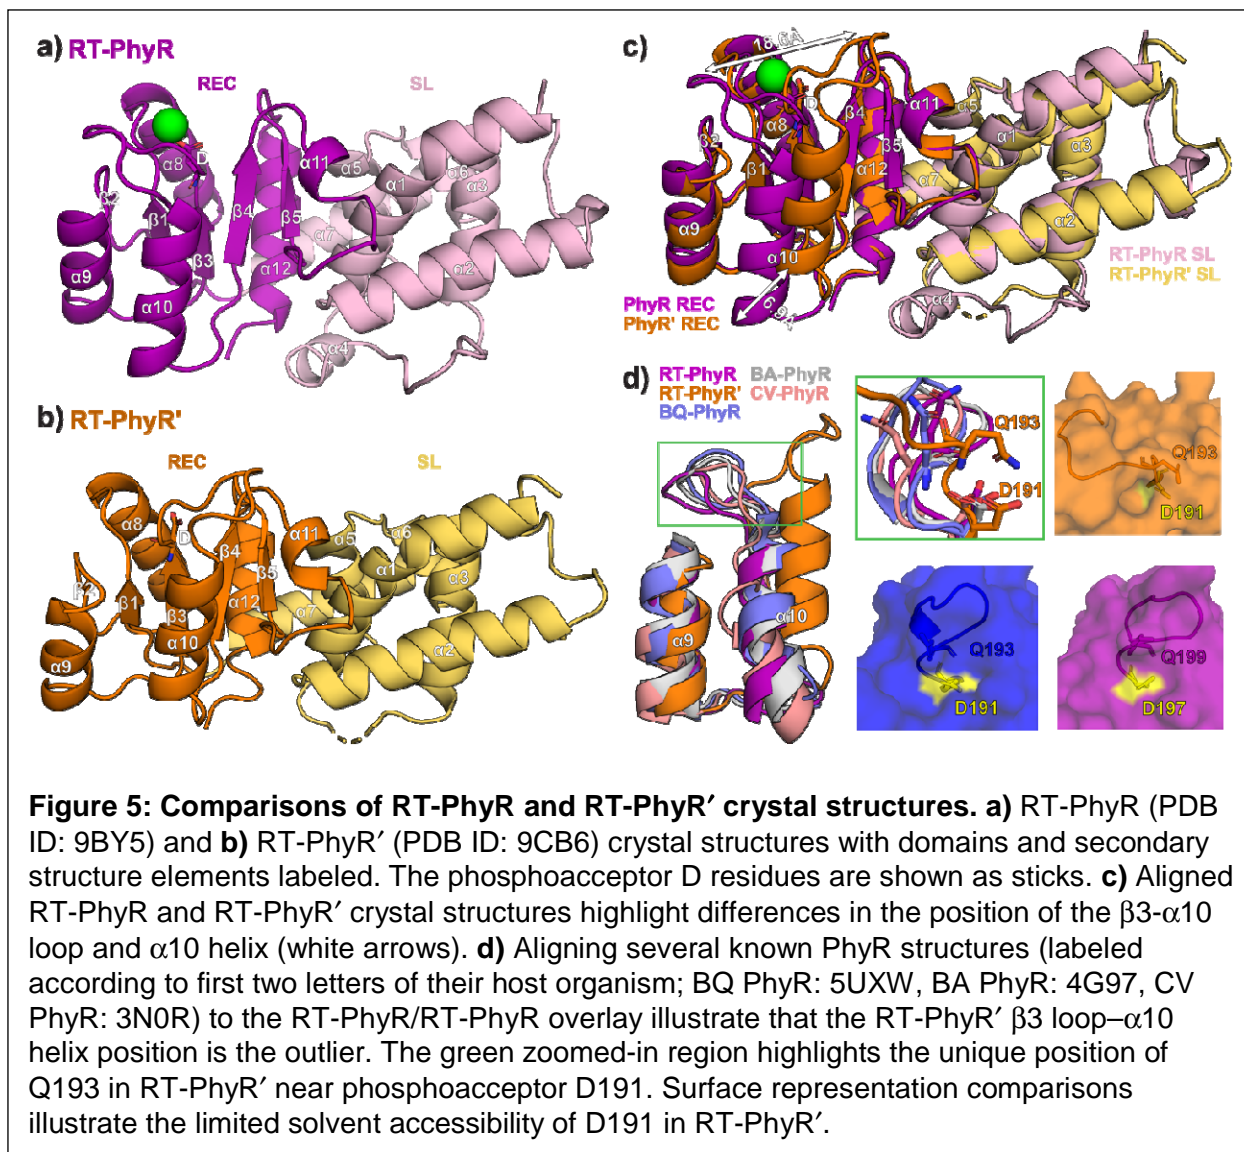 a) RT-PhyR
REC
SL
α8
D
β2
β1
β4
β3
β5
α9
α10
α11
α12
α5
α1
α6
α3
α7
α2
α4
b) RT-PhyR'
REC
SL
α8
D
β2
β1
β4
β3
β5
α9
α10
α11
α12
α5
α6
α1
α3
α7
α2
c)
18.6Å
D
α8
β2
β1
β4
β5
α9
α10
α11
α12
α5
α1
α3
α7
α2
α4
6.9Å
PhyR REC
PhyR' REC
RT-PhyR SL
RT-PhyR' SL
d)
RT-PhyR BA-PhyR
RT-PhyR' CV-PhyR
BQ-PhyR
α9
α10
Q193
D191
Q193
D191
Q193
D191
Q199
D197
Figure 5: Comparisons of RT-PhyR and RT-PhyR′ crystal structures. a) RT-PhyR (PDB
ID: 9BY5) and b) RT-PhyR′ (PDB ID: 9CB6) crystal structures with domains and secondary
structure elements labeled. The phosphoacceptor D residues are shown as sticks. c) Aligned
RT-PhyR and RT-PhyR′ crystal structures highlight differences in the position of the β3-α10
loop and α10 helix (white arrows). d) Aligning several known PhyR structures (labeled
according to first two letters of their host organism; BQ PhyR: 5UXW, BA PhyR: 4G97, CV
PhyR: 3N0R) to the RT-PhyR/RT-PhyR overlay illustrate that the RT-PhyR′ β3 loop–α10
helix position is the outlier. The green zoomed-in region highlights the unique position of
Q193 in RT-PhyR′ near phosphoacceptor D191. Surface representation comparisons
illustrate the limited solvent accessibility of D191 in RT-PhyR′.